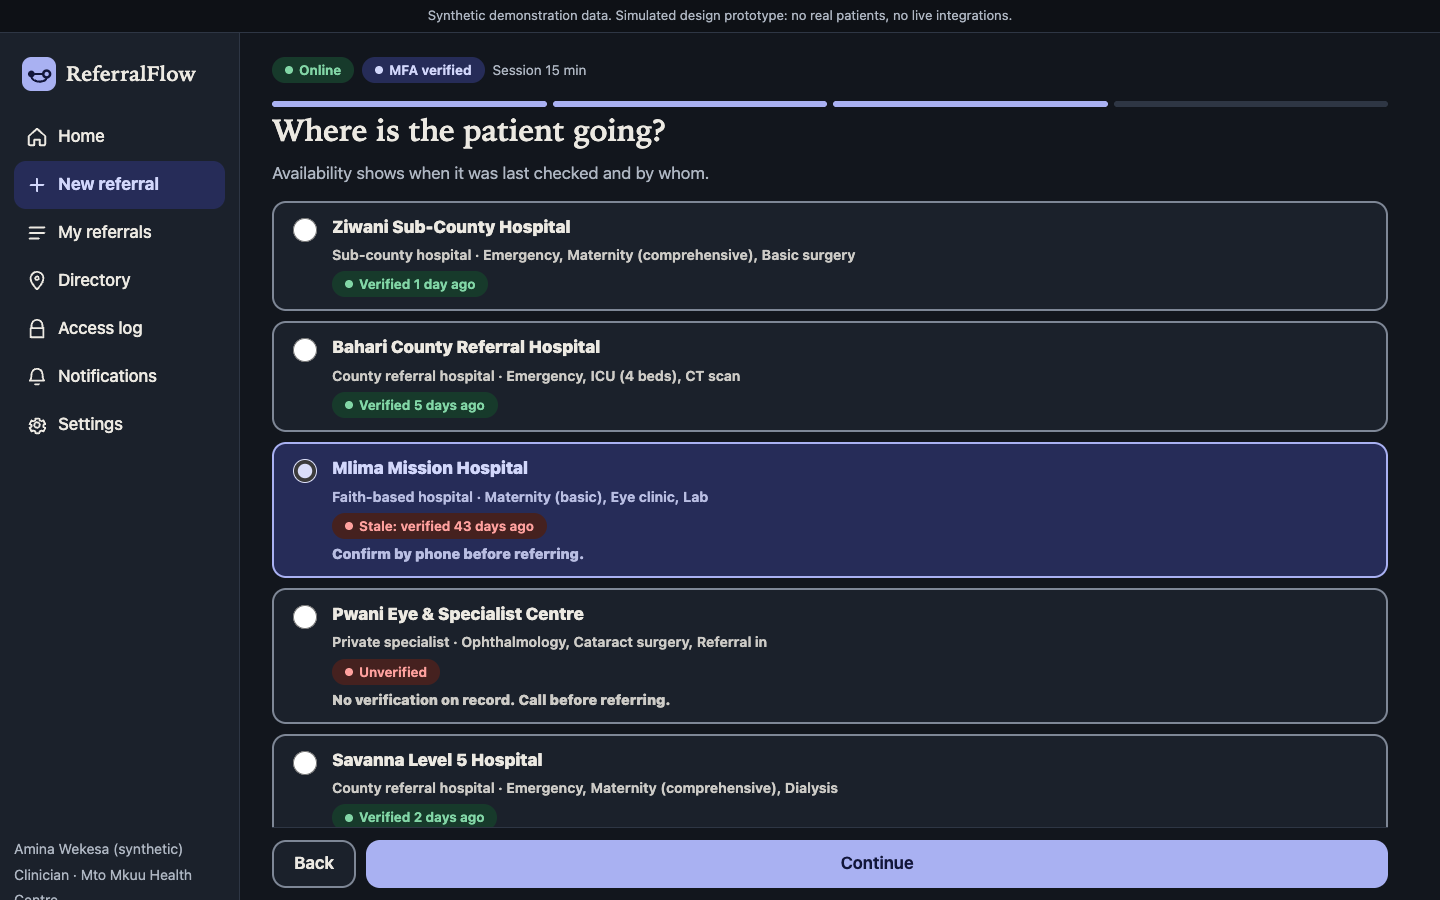 Synthetic demonstration data. Simulated design prototype: no real patients, no live integrations.
ReferralFlow
Home
New referral
My referrals
Directory
Access log
Notifications
Settings
Amina Wekesa (synthetic)
Clinician · Mto Mkuu Health
Centre
Online
MFA verified
Session 15 min
Where is the patient going?
Availability shows when it was last checked and by whom.
Ziwani Sub-County Hospital
Sub-county hospital · Emergency, Maternity (comprehensive), Basic surgery
Verified 1 day ago
Bahari County Referral Hospital
County referral hospital · Emergency, ICU (4 beds), CT scan
Verified 5 days ago
Mlima Mission Hospital
Faith-based hospital · Maternity (basic), Eye clinic, Lab
Stale: verified 43 days ago
Confirm by phone before referring.
Pwani Eye & Specialist Centre
Private specialist · Ophthalmology, Cataract surgery, Referral in
Unverified
No verification on record. Call before referring.
Savanna Level 5 Hospital
County referral hospital · Emergency, Maternity (comprehensive), Dialysis
Verified 2 days ago
Back
Continue